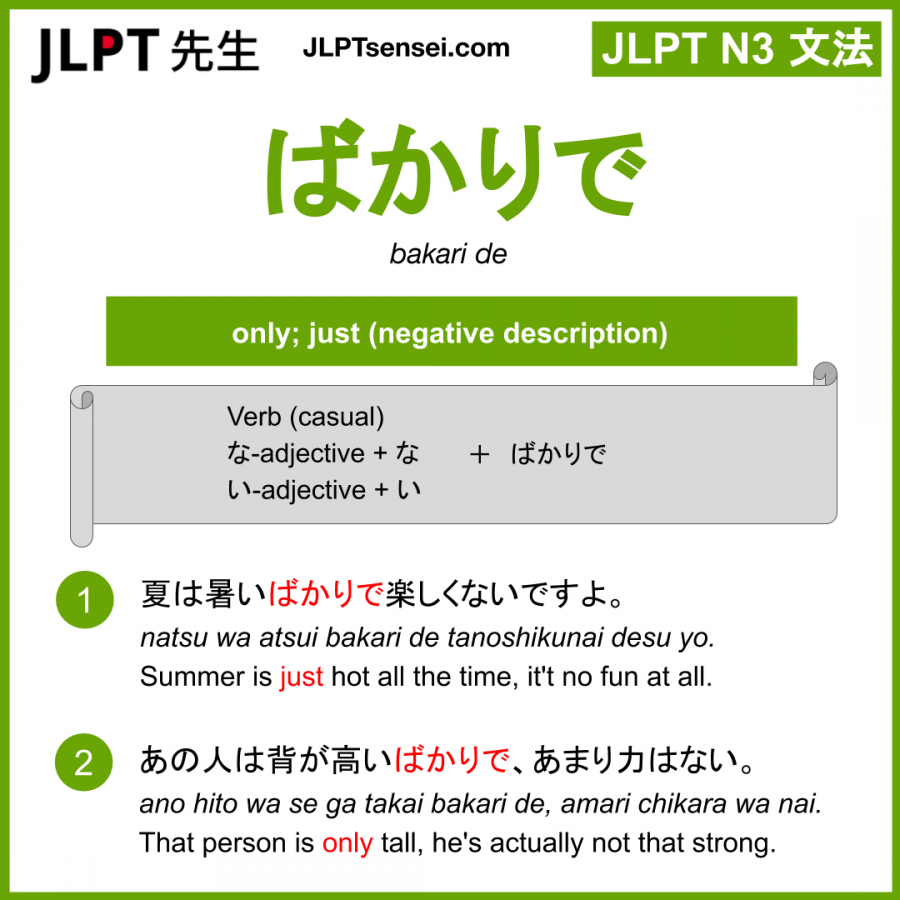 JLPT 先生
JLPTsensei.com
JLPT N3 文法
ばかりで
bakari de
only; just (negative description)
Verb (casual)
な-adjective + な
い-adjective + い
＋ ばかりで
1
夏は暑いばかりで楽しくないですよ。
natsu wa atsui bakari de tanoshikunai desu yo.
Summer is just hot all the time, it't no fun at all.
2
あの人は背が高いばかりで、あまり力はない。
ano hito wa se ga takai bakari de, amari chikara wa nai.
That person is only tall, he's actually not that strong.